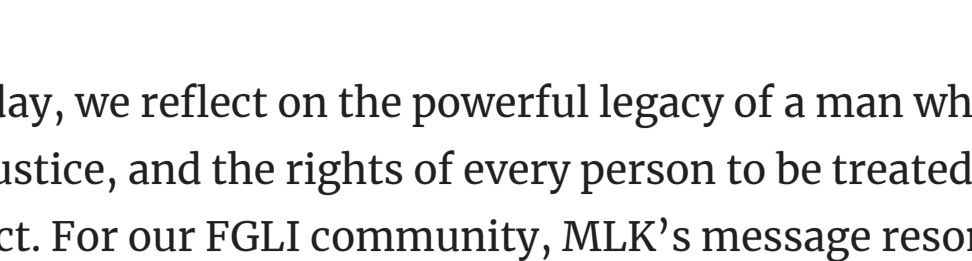 day, we reflect on the powerful legacy of a man wh
ustice, and the rights of every person to be treated
ct. For our FGLI community, MLK’s message reso